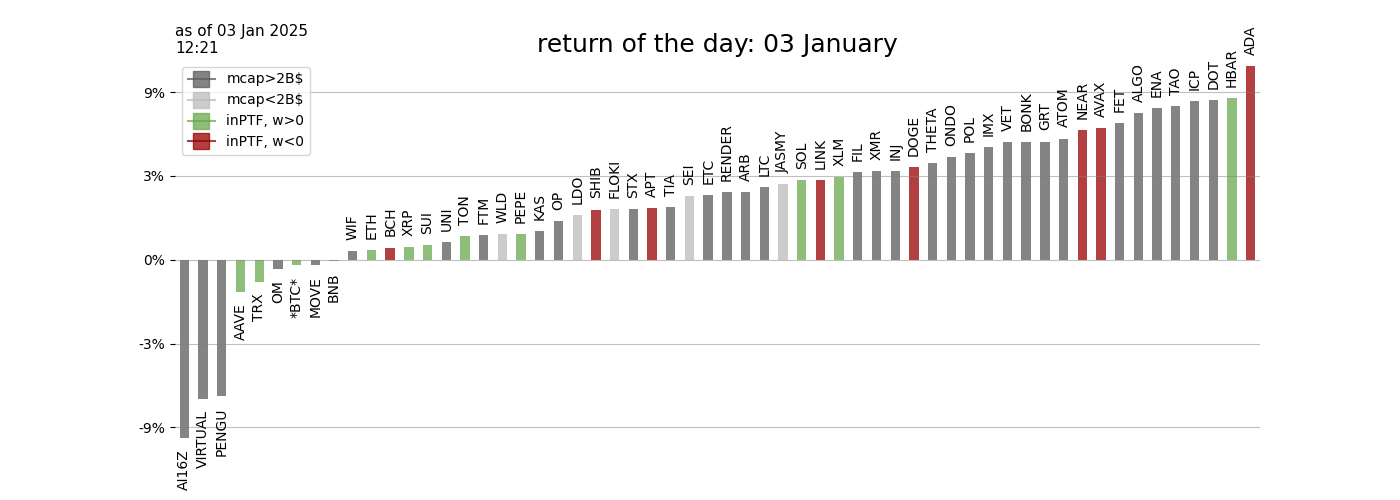 as of 03 Jan 2025
12:21
return of the day: 03 January
mcap>2B$
mcap<2B$
inPTF, w>0
inPTF, w<0
9%
3%
0%
-3%
-9%
AI16Z
VIRTUAL
PENGU
AAVE
TRX
OM
*BTC*
MOVE
BNB
WIF
ETH
BCH
XRP
SUI
UNI
TON
FTM
WLD
PEPE
KAS
OP
LDO
SHIB
FLOKI
STX
APT
TIA
SEI
ETC
RENDER
ARB
LTC
JASMY
SOL
LINK
XLM
FIL
XMR
INJ
DOGE
THETA
ONDO
POL
IMX
VET
BONK
GRT
ATOM
NEAR
AVAX
FET
ALGO
ENA
TAO
ICP
DOT
HBAR
ADA